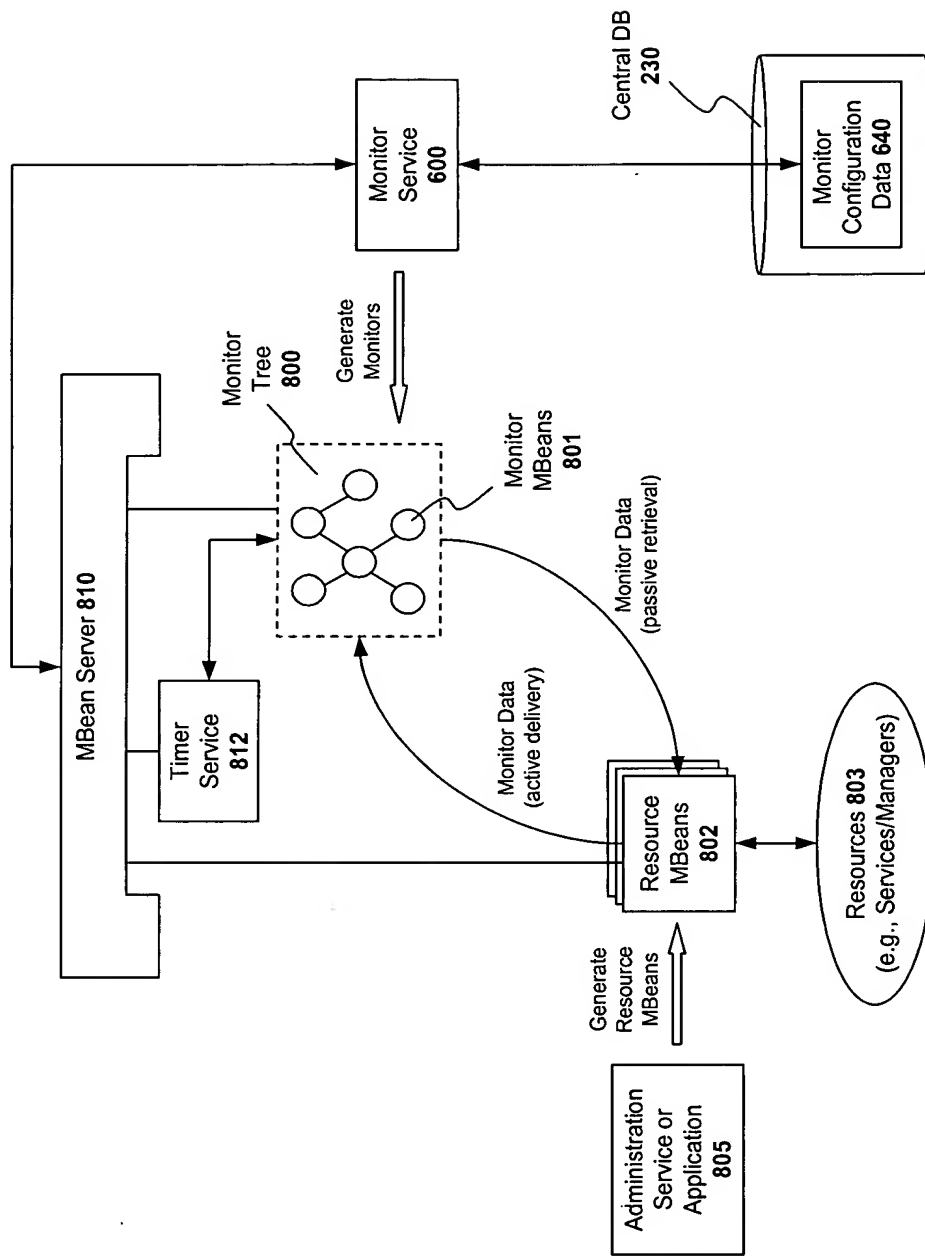 MBean Server 810
Timer
Service
812
Monitor
Tree
800
Monitor
MBeans
801
Generate
Monitors
Monitor
Service
600
Central DB
230
Monitor
Configuration
Data 640
Monitor Data
(active delivery)
Monitor Data
(passive retrieval)
Administration
Service or
Application
805
Generate
Resource
MBeans
Resource
MBeans
802
Resources 803
(e.g., Services/Managers)